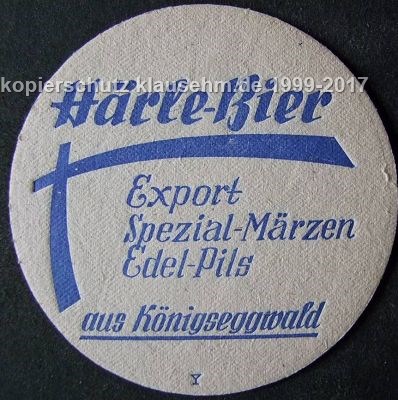 kopierschutz klausehm.de 1999-2017
Härle-Bier
Export
Spezial-Märzen
Edel-Pils
aus Königseggwald
Y